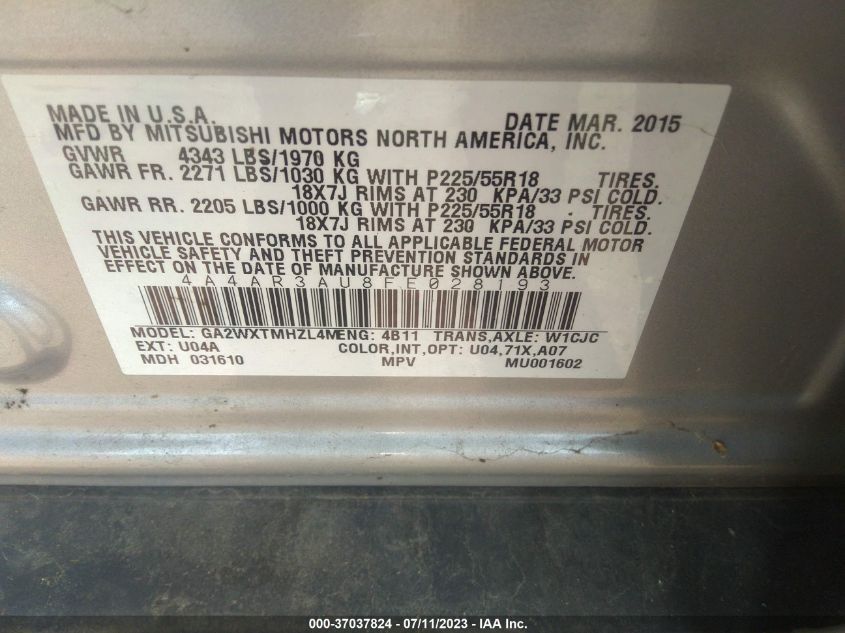 MADE IN U.S.A. DATE MAR. 2015
MFD BY MITSUBISHI MOTORS NORTH AMERICA, INC.
GVWR 4343 LBS/1970 KG
GAWR FR. 2271 LBS/1030 KG WITH P225/55R18 TIRES.
18X7J RIMS AT 230 KPA/33 PSI COLD.
GAWR RR. 2205 LBS/1000 KG WITH P225/55R18 - TIRES.
18X7J RIMS AT 230 KPA/33 PSI COLD.
THIS VEHICLE CONFORMS TO ALL APPLICABLE FEDERAL MOTOR
VEHICLE SAFETY AND THEFT PREVENTION STANDARDS IN
EFFECT ON THE DATE OF MANUFACTURE SHOWN ABOVE.
4A4AR3AU8FE028193
MODEL: GA2WXTMHZL4M ENG: 4B11 TRANS,AXLE: W1CJC
EXT: U04A COLOR,INT,OPT: U04,71X,A07
MDH 031610 MPV MU001602
000-37037824 - 07/11/2023 - IAA Inc.